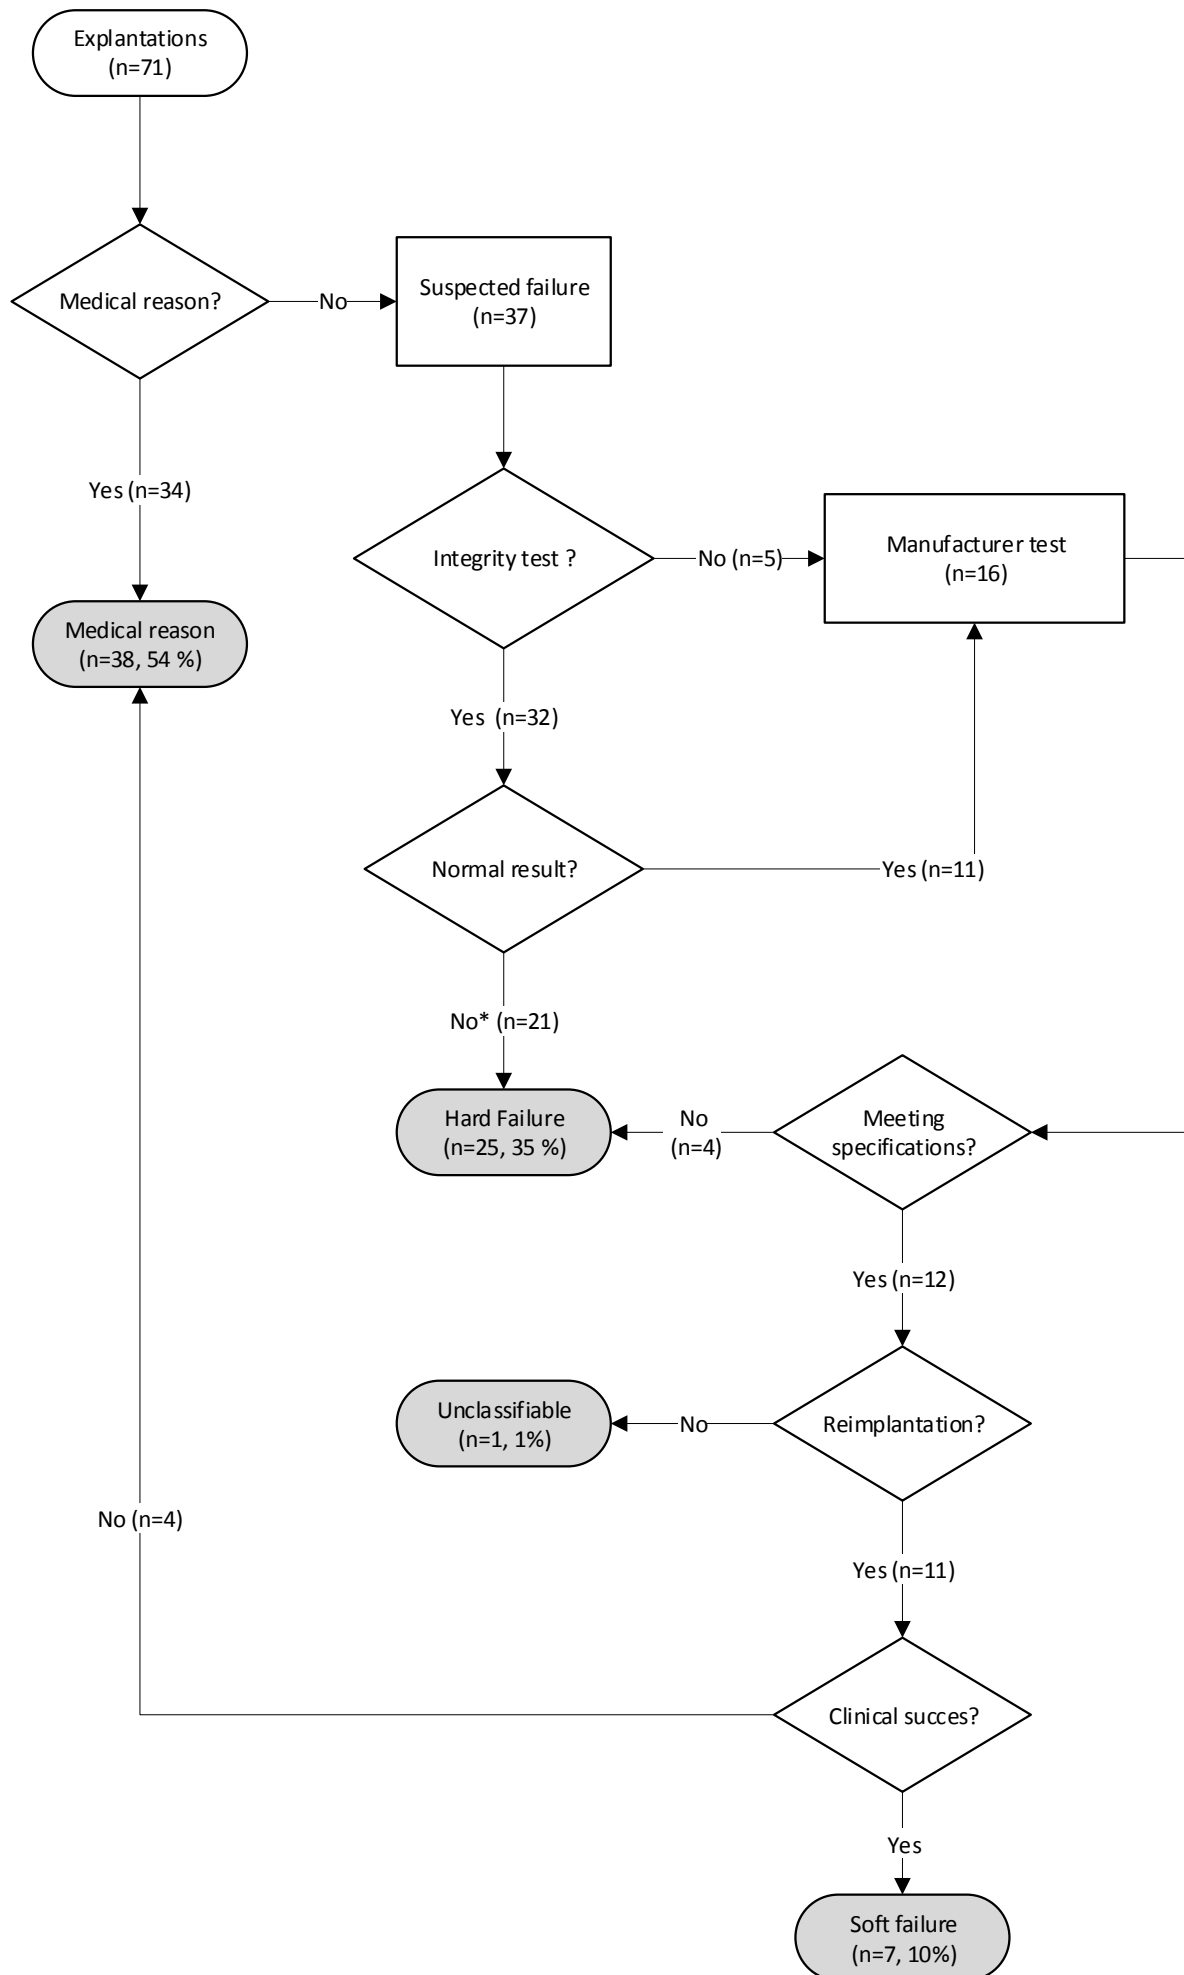 Explantations
(n=71)
Medical reason?
No
Suspected failure
(n=37)
Yes (n=34)
Integrity test ?
No (n=5)
Manufacturer test
(n=16)
Medical reason
(n=38, 54 %)
Yes  (n=32)
Normal result?
Yes (n=11)
No* (n=21)
Hard Failure
(n=25, 35 %)
No
(n=4)
Meeting
specifications?
Yes (n=12)
Unclassifiable
(n=1, 1%)
No
Reimplantation?
No (n=4)
Yes (n=11)
Clinical succes?
Yes
Soft failure
(n=7, 10%)